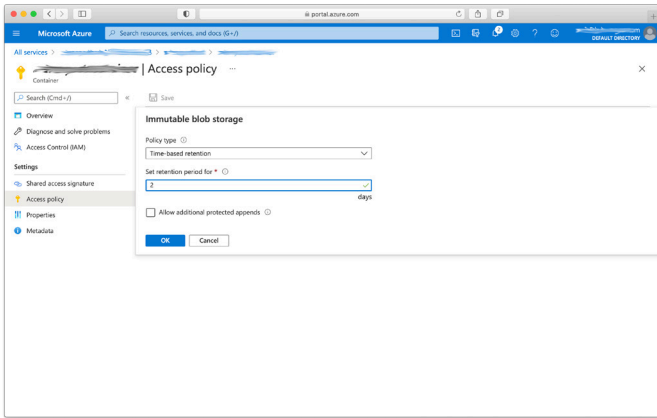 portal.azure.com
Microsoft Azure
Search resources, services, and docs (G+/)
2
DEFAULT DIRECTORY
All services >
| Access policy ...
Container
Search (Cmd+/)
«
Save
Overview
Diagnose and solve problems
Access Control (IAM)
Settings
Shared access signature
Access policy
Properties
Metadata
Immutable blob storage
Policy type
Time-based retention
Set retention period for *
2
days
Allow additional protected appends
OK
Cancel